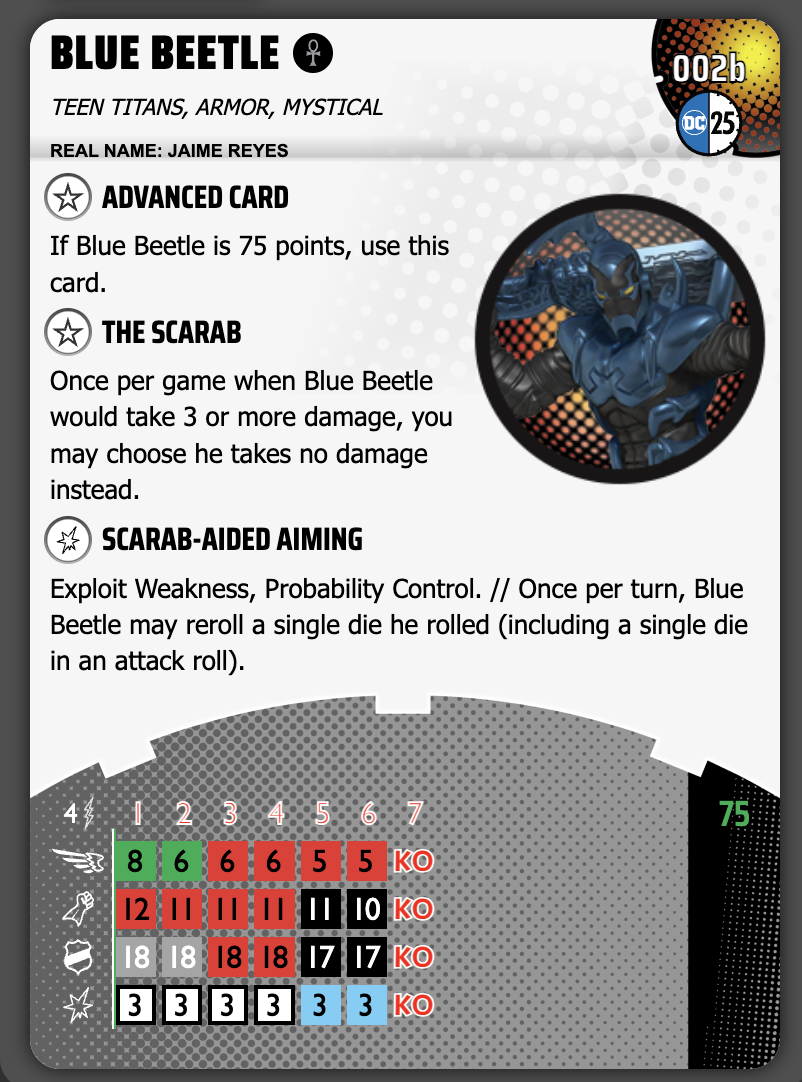 BLUE BEETLE
002b
TEEN TITANS, ARMOR, MYSTICAL
DC 25
REAL NAME: JAIME REYES
ADVANCED CARD
If Blue Beetle is 75 points, use this
card.
THE SCARAB
Once per game when Blue Beetle
would take 3 or more damage, you
may choose he takes no damage
instead.
SCARAB-AIDED AIMING
Exploit Weakness, Probability Control. // Once per turn, Blue
Beetle may reroll a single die he rolled (including a single die
in an attack roll).
4 1 2 3 4 5 6 7 75
8 6 6 6 5 5 KO
12 11 11 11 11 10 KO
18 18 18 18 17 17 KO
3 3 3 3 3 3 KO